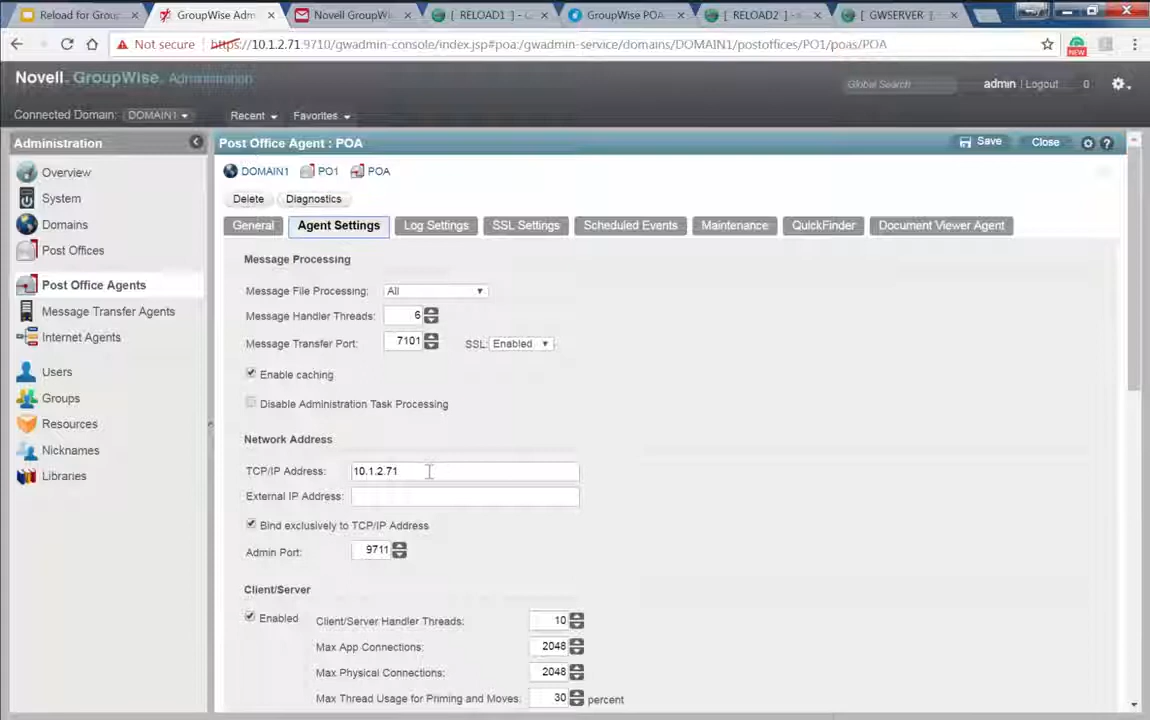 Reload for Grou
GroupWise Adm
Novell GroupWi
[ RELOAD1 ] -
GroupWise POA
[ RELOAD2 ] -
[ GWSERVER ]
Not secure https://10.1.2.71:9710/gwadmin-console/index.jsp#poa:/gwadmin-service/domains/DOMAIN1/postoffices/PO1/poas/POA
NEW
Novell GroupWise Administration
Global Search admin | Logout 0
Connected Domain: DOMAIN1 Recent Favorites
Administration
Overview
System
Domains
Post Offices
Post Office Agents
Message Transfer Agents
Internet Agents
Users
Groups
Resources
Nicknames
Libraries
Post Office Agent : POA Save Close
DOMAIN1 PO1 POA
Delete Diagnostics
General Agent Settings Log Settings SSL Settings Scheduled Events Maintenance QuickFinder Document Viewer Agent
Message Processing
Message File Processing: All
Message Handler Threads: 6
Message Transfer Port: 7101 SSL: Enabled
Enable caching
Disable Administration Task Processing
Network Address
TCP/IP Address: 10.1.2.71
External IP Address:
Bind exclusively to TCP/IP Address
Admin Port: 9711
Client/Server
Enabled Client/Server Handler Threads: 10
Max App Connections: 2048
Max Physical Connections: 2048
Max Thread Usage for Priming and Moves: 30 percent